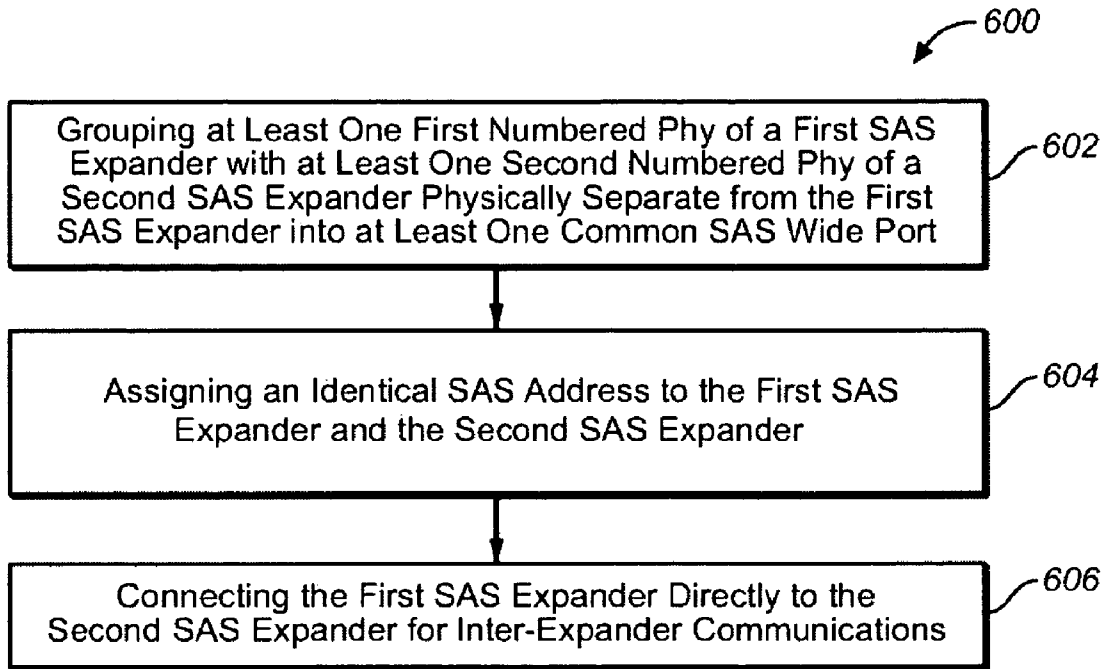 600
Grouping at Least One First Numbered Phy of a First SAS
Expander with at Least One Second Numbered Phy of a
Second SAS Expander Physically Separate from the First
SAS Expander into at Least One Common SAS Wide Port
602
Assigning an Identical SAS Address to the First SAS
Expander and the Second SAS Expander
604
Connecting the First SAS Expander Directly to the
Second SAS Expander for Inter-Expander Communications
606